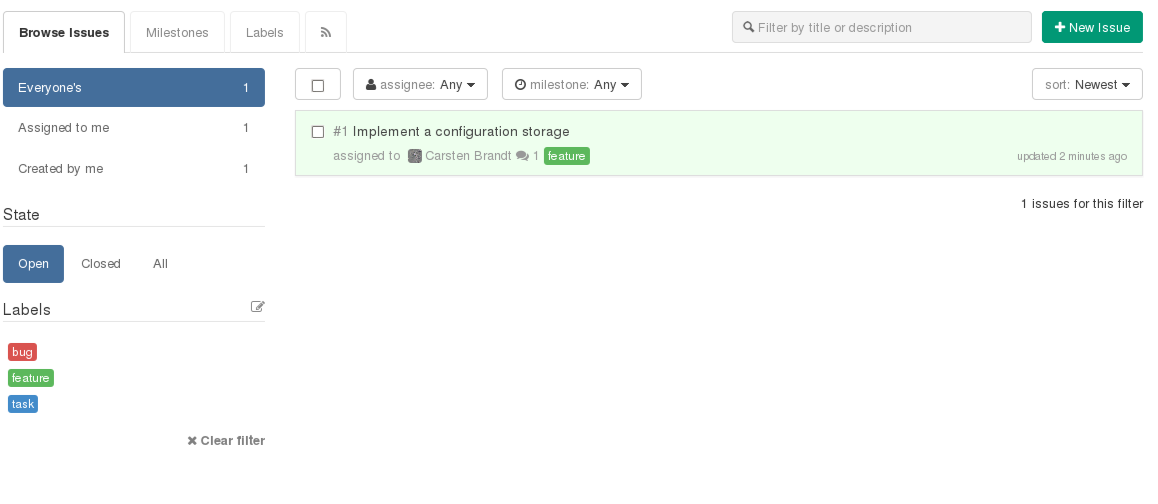 Browse Issues Milestones Labels Filter by title or description New Issue
Everyone's 1
Assigned to me 1
Created by me 1
State
Open Closed All
Labels
bug
feature
task
Clear filter
assignee: Any milestone: Any sort: Newest
#1 Implement a configuration storage
assigned to Carsten Brandt 1 feature updated 2 minutes ago
1 issues for this filter